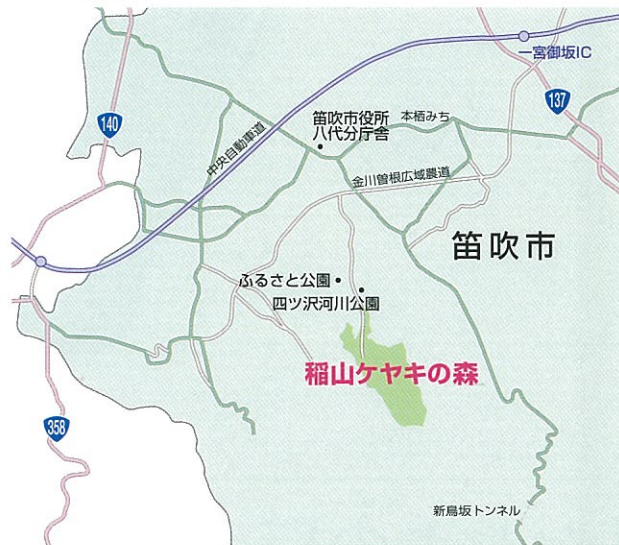 一宮御坂IC
137
140
笛吹市役所
八代分庁舎
本栖みち
中央自動車道
金川曽根広域農道
笛吹市
ふるさと公園
四ツ沢河川公園
稲山ケヤキの森
358
新鳥坂トンネル